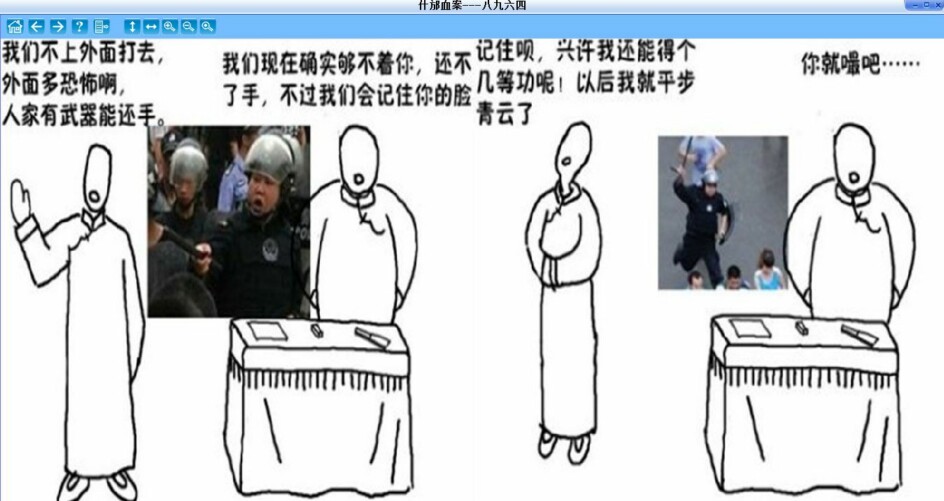 什邡血案---八九六四
我们不上外面打去，
外面多恐怖啊，
人家有武器能还手。
我们现在确实够不着你，还不
了手，不过我们会记住你的脸
记住呗，兴许我还能得个
几等功呢！以后我就平步
青云了
你就嘬吧……